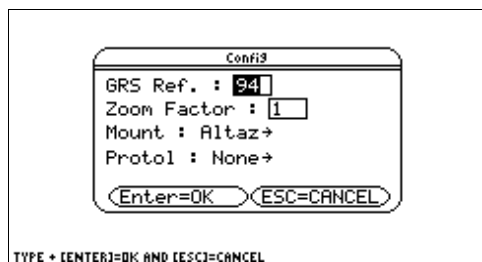 Config
GRS Ref. : 94
Zoom Factor : 1
Mount : Altaz→
Protol : None→
Enter=OK ESC=CANCEL
TYPE + [ENTER]=OK AND [ESC]=CANCEL